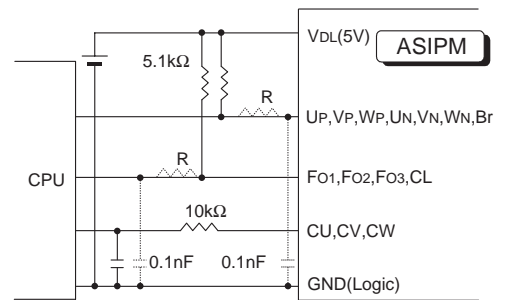 VDL(5V)
ASIPM
5.1kΩ
R
UP,VP,WP,UN,VN,WN,Br
R
CPU
FO1,FO2,FO3,CL
10kΩ
CU,CV,CW
0.1nF
0.1nF
GND(Logic)